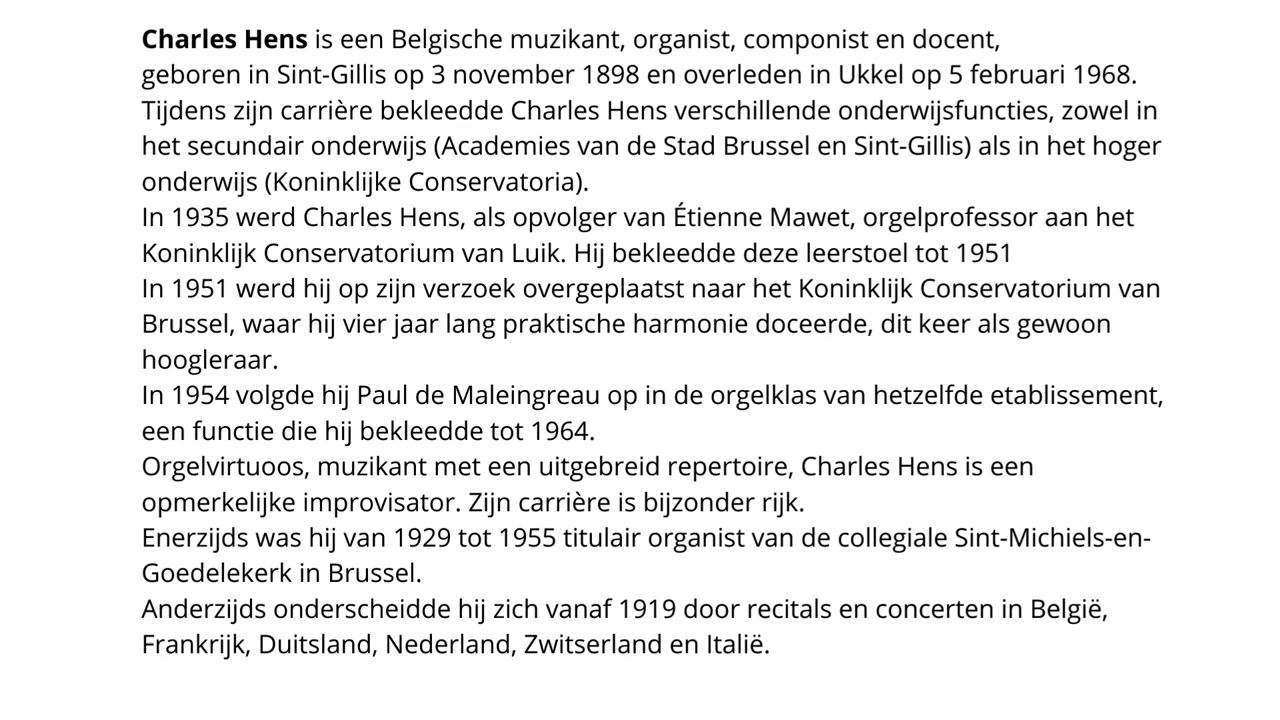 Charles Hens is een Belgische muzikant, organist, componist en docent,
geboren in Sint-Gillis op 3 november 1898 en overleden in Ukkel op 5 februari 1968.
Tijdens zijn carrière bekleedde Charles Hens verschillende onderwijsfuncties, zowel in
het secundair onderwijs (Academies van de Stad Brussel en Sint-Gillis) als in het hoger
onderwijs (Koninklijke Conservatoria).
In 1935 werd Charles Hens, als opvolger van Étienne Mawet, orgelprofessor aan het
Koninklijk Conservatorium van Luik. Hij bekleedde deze leerstoel tot 1951
In 1951 werd hij op zijn verzoek overgeplaatst naar het Koninklijk Conservatorium van
Brussel, waar hij vier jaar lang praktische harmonie doceerde, dit keer als gewoon
hoogleraar.
In 1954 volgde hij Paul de Maleingreau op in de orgelklas van hetzelfde etablissement,
een functie die hij bekleedde tot 1964.
Orgelvirtuoos, muzikant met een uitgebreid repertoire, Charles Hens is een
opmerkelijke improvisator. Zijn carrière is bijzonder rijk.
Enerzijds was hij van 1929 tot 1955 titulair organist van de collegiale Sint-Michiels-en-
Goedelekerk in Brussel.
Anderzijds onderscheidde hij zich vanaf 1919 door recitals en concerten in België,
Frankrijk, Duitsland, Nederland, Zwitserland en Italië.